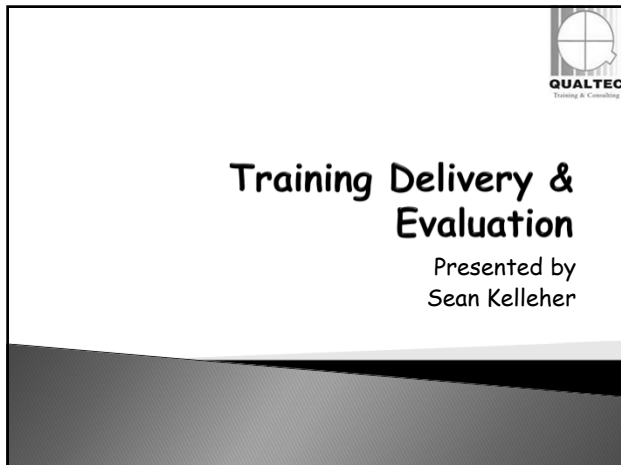 QUALTEC
Training & Consulting
Training Delivery &
Evaluation
Presented by
Sean Kelleher